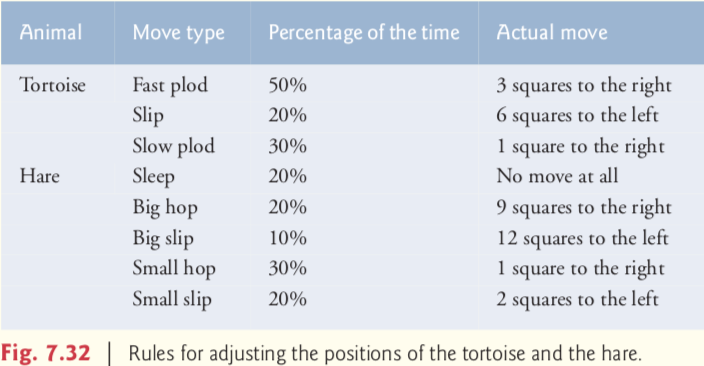 Animal Move type Percentage of the time Actual move
Tortoise Fast plod 50% 3 squares to the right
Slip 20% 6 squares to the left
Slow plod 30% 1 square to the right
Hare Sleep 20% No move at all
Big hop 20% 9 squares to the right
Big slip 10% 12 squares to the left
Small hop 30% 1 square to the right
Small slip 20% 2 squares to the left
Fig. 7.32 | Rules for adjusting the positions of the tortoise and the hare.